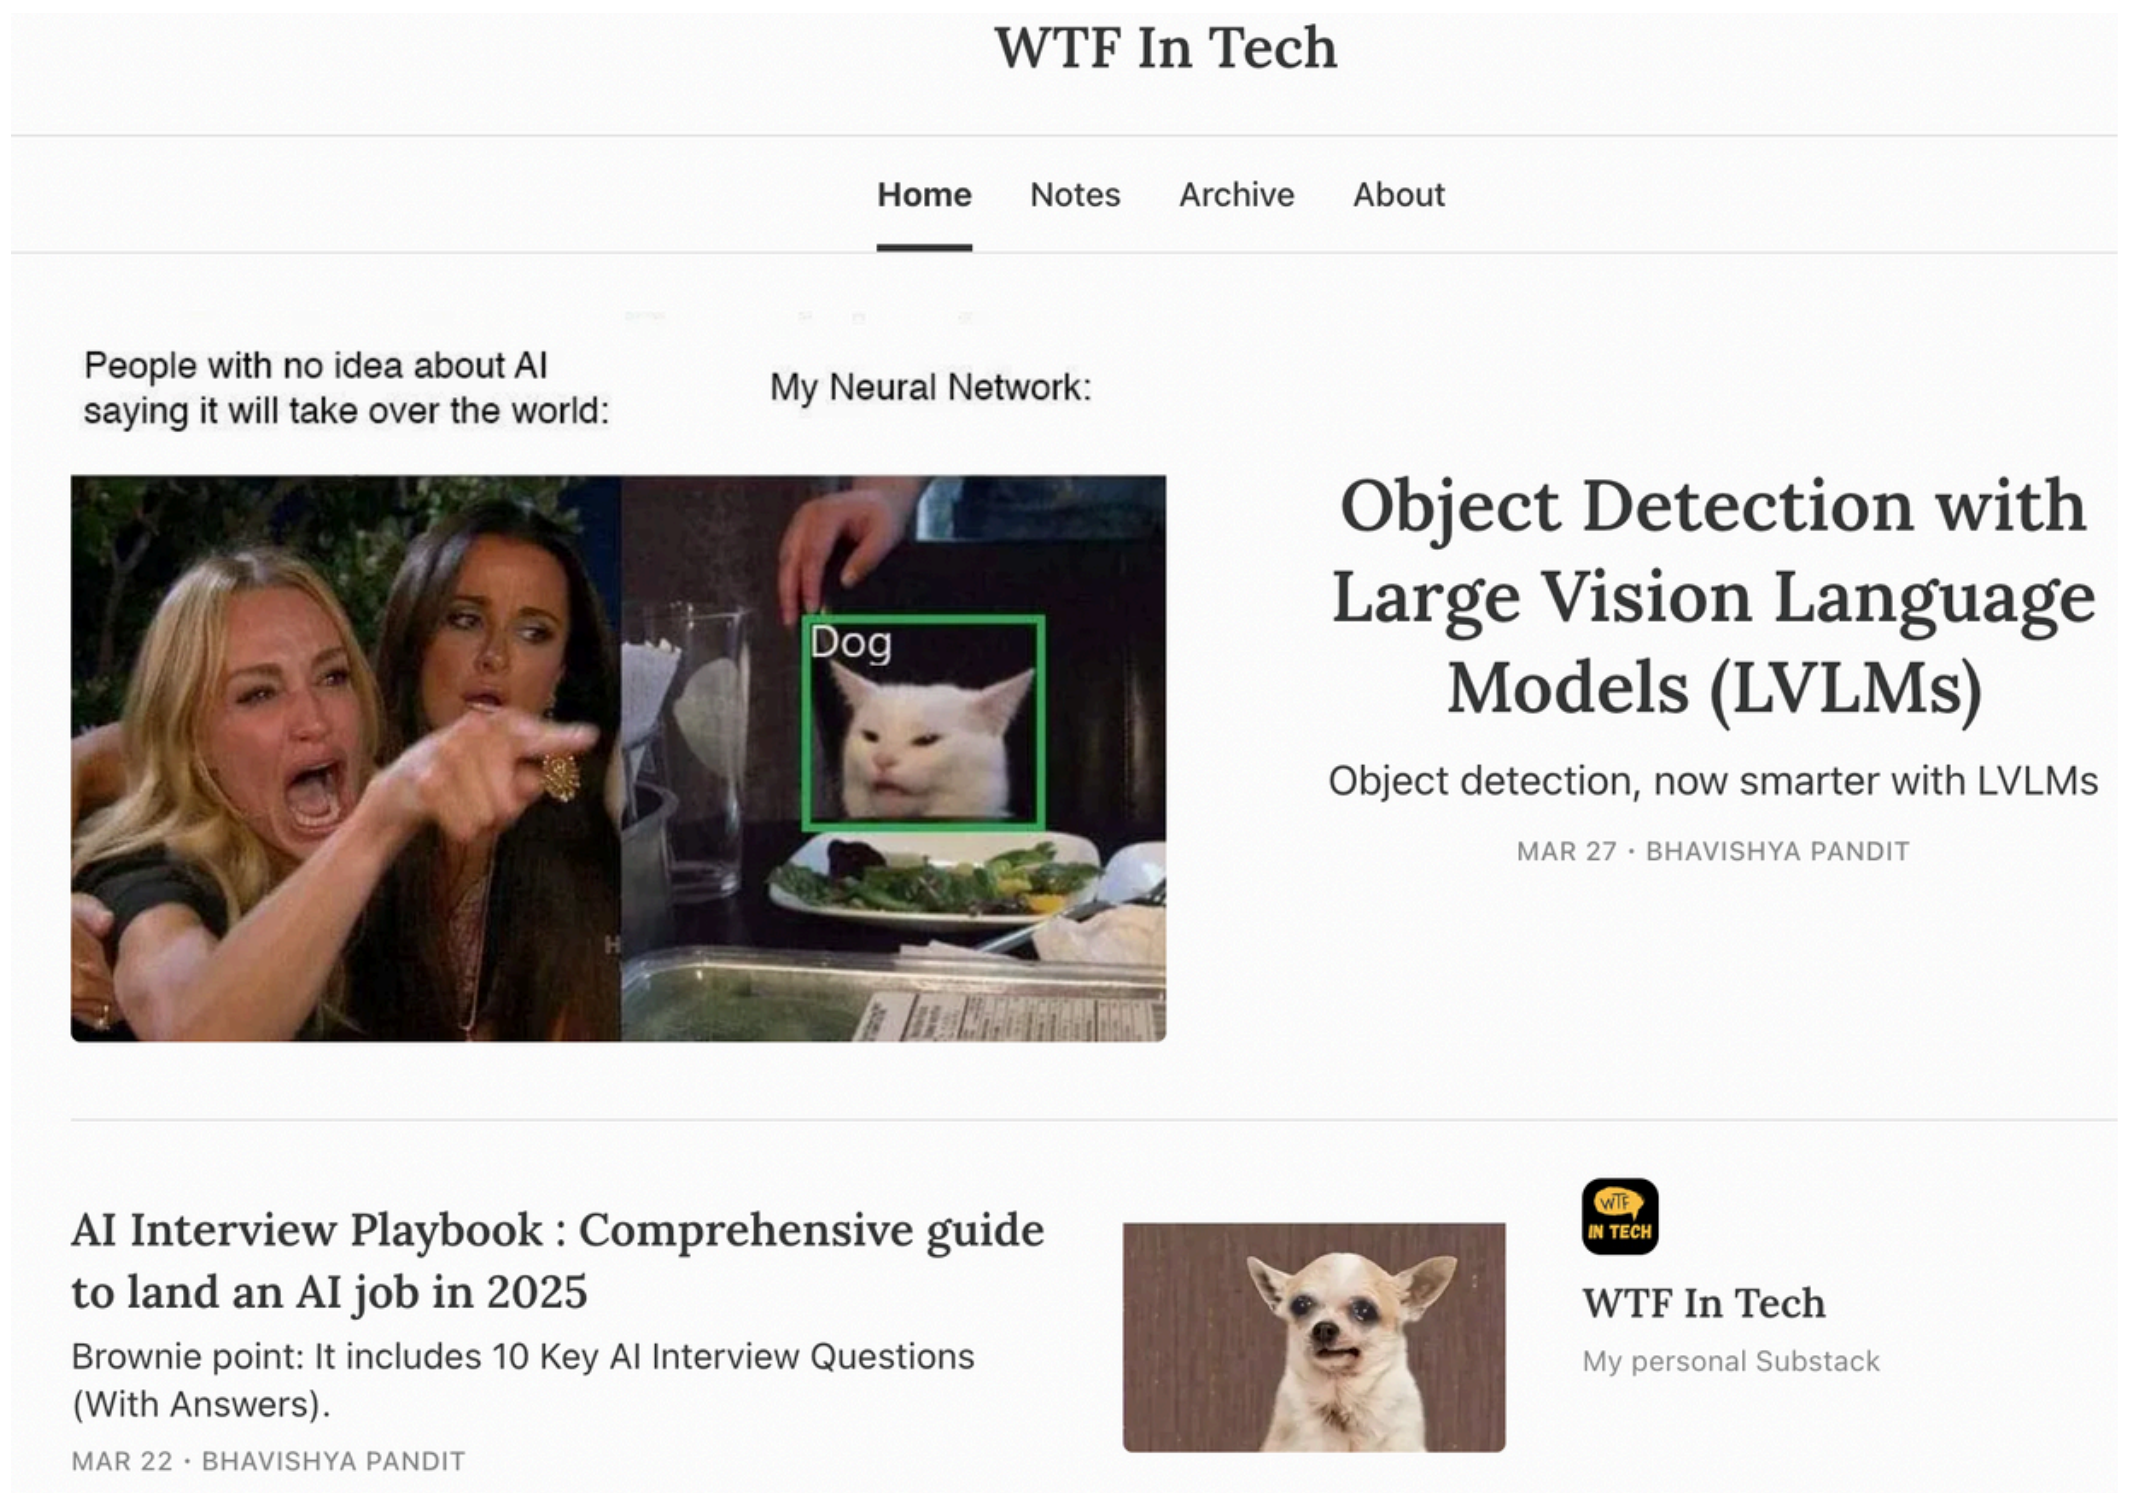 WTF In Tech
Home Notes Archive About
People with no idea about AI
saying it will take over the world:
My Neural Network:
Dog
Object Detection with
Large Vision Language
Models (LVLMs)
Object detection, now smarter with LVLMs
MAR 27 · BHAVISHYA PANDIT
AI Interview Playbook : Comprehensive guide
to land an AI job in 2025
Brownie point: It includes 10 Key AI Interview Questions
(With Answers).
MAR 22 · BHAVISHYA PANDIT
WTF
IN TECH
WTF In Tech
My personal Substack